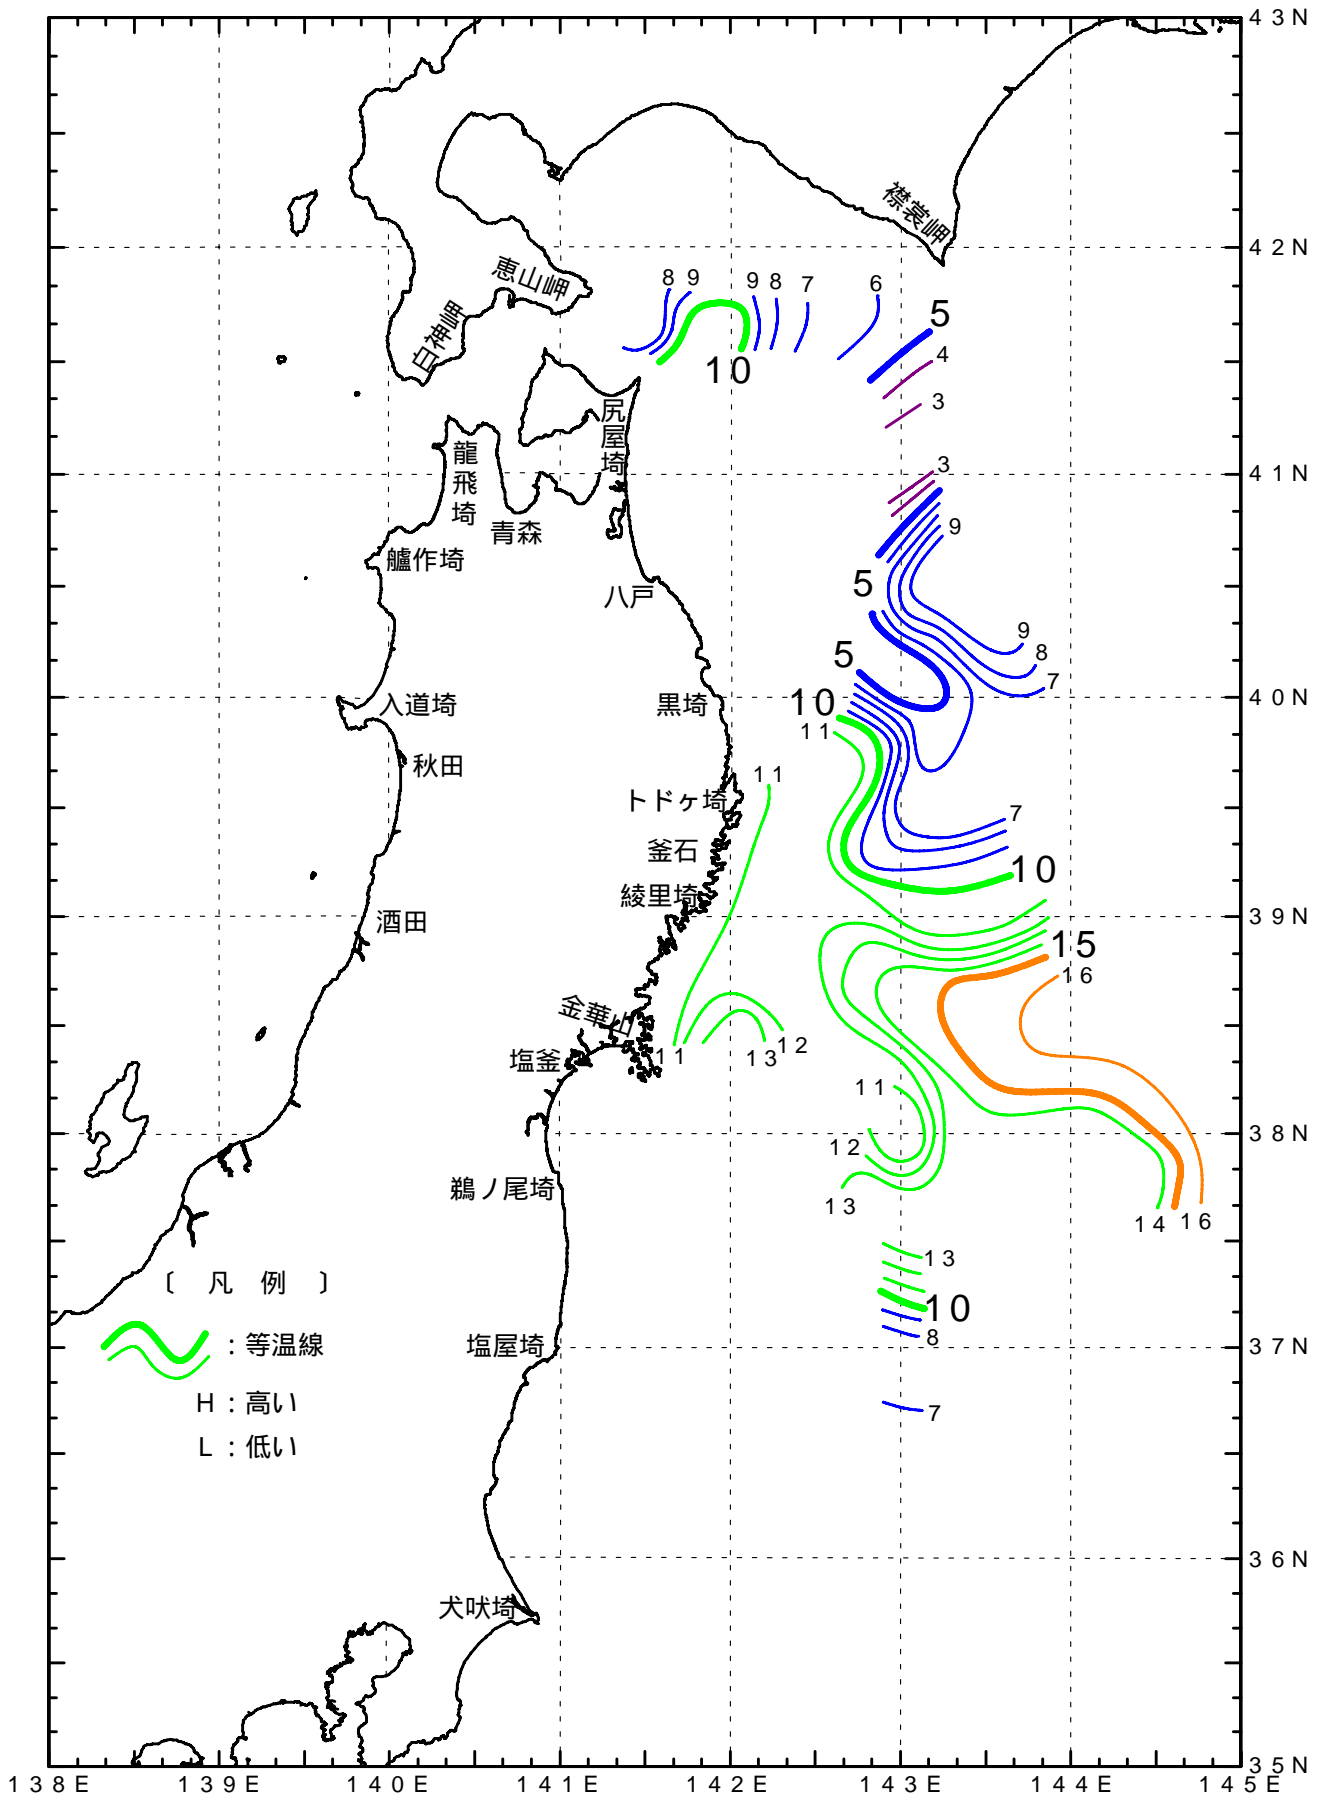 43N
襟裳岬
42N
恵山岬
白神岬
8 9
9 8 7
6
5
4
10
3
尻屋埼
龍飛埼
41N
3
青森
9
艫作埼
5
八戸
9
8
5
7
入道埼
黒埼
10
40N
11
秋田
11
トドヶ埼
7
釜石
10
綾里埼
39N
酒田
15
16
金華山
12
塩釜
11
13
11
38N
12
鵜ノ尾埼
13
14 16
13
〔 凡 例 〕
10
8
塩屋埼
37N
：等温線
H：高い
7
L：低い
36N
犬吠埼
35N
138E 139E 140E 141E 142E 143E 144E 145E